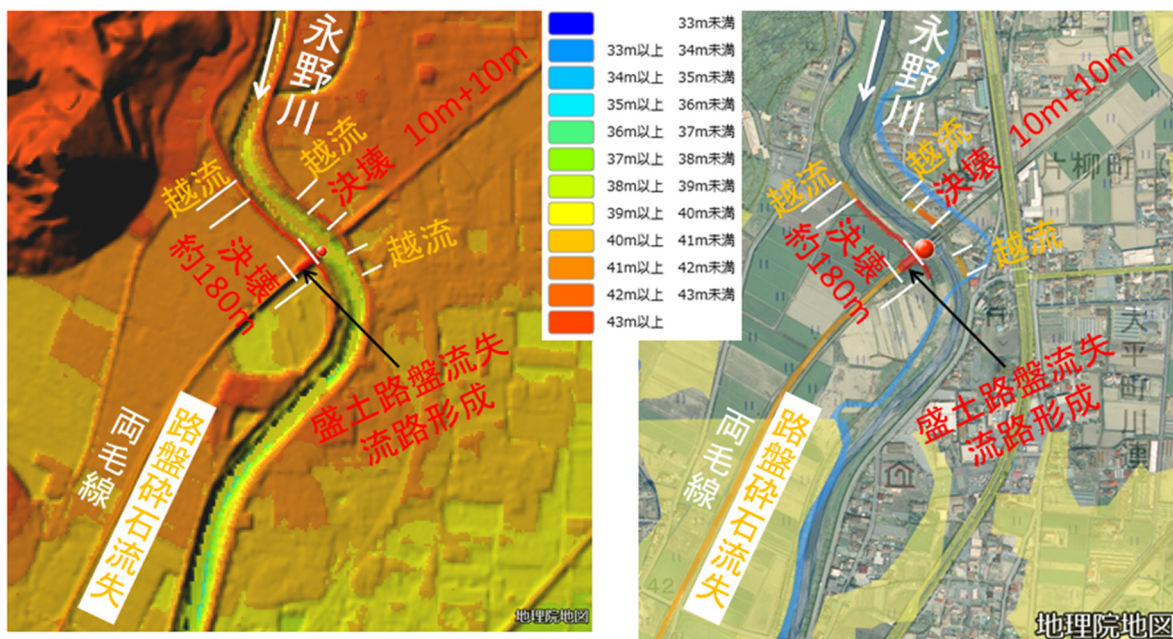 永野川
10m+10m
越流
決壊
越流
決壊
約180m
越流
盛土路盤流失
流路形成
両毛線
路盤砕石流失
地理院地図
33m未満
33m以上 34m未満
34m以上 35m未満
35m以上 36m未満
36m以上 37m未満
37m以上 38m未満
38m以上 39m未満
39m以上 40m未満
40m以上 41m未満
41m以上 42m未満
42m以上 43m未満
43m以上
永野川
10m+10m
片柳町
越流
決壊
越流
決壊
約180m
越流
大平町川連
盛土路盤流失
流路形成
両毛線
路盤砕石流失
42
地理院地図